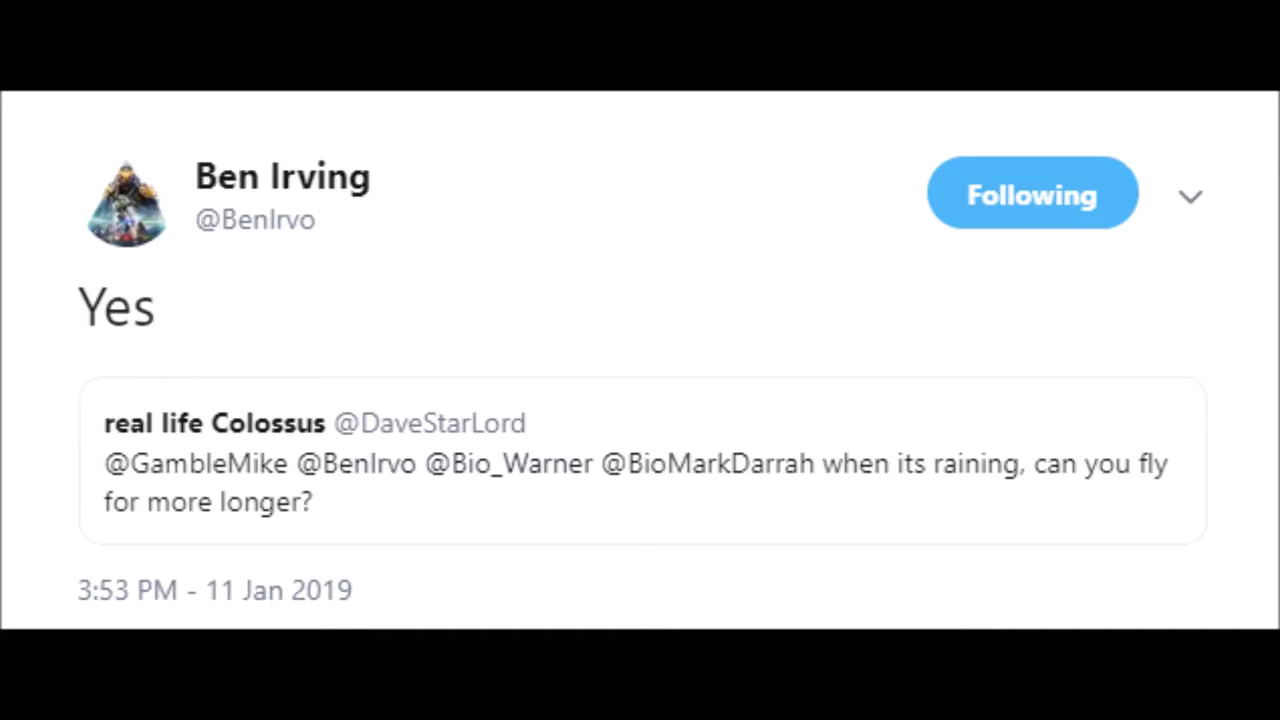 Ben Irving
@BenIrvo
Following
Yes
real life Colossus @DaveStarLord
@GambleMike @BenIrvo @Bio_Warner @BioMarkDarrah when its raining, can you fly
for more longer?
3:53 PM - 11 Jan 2019